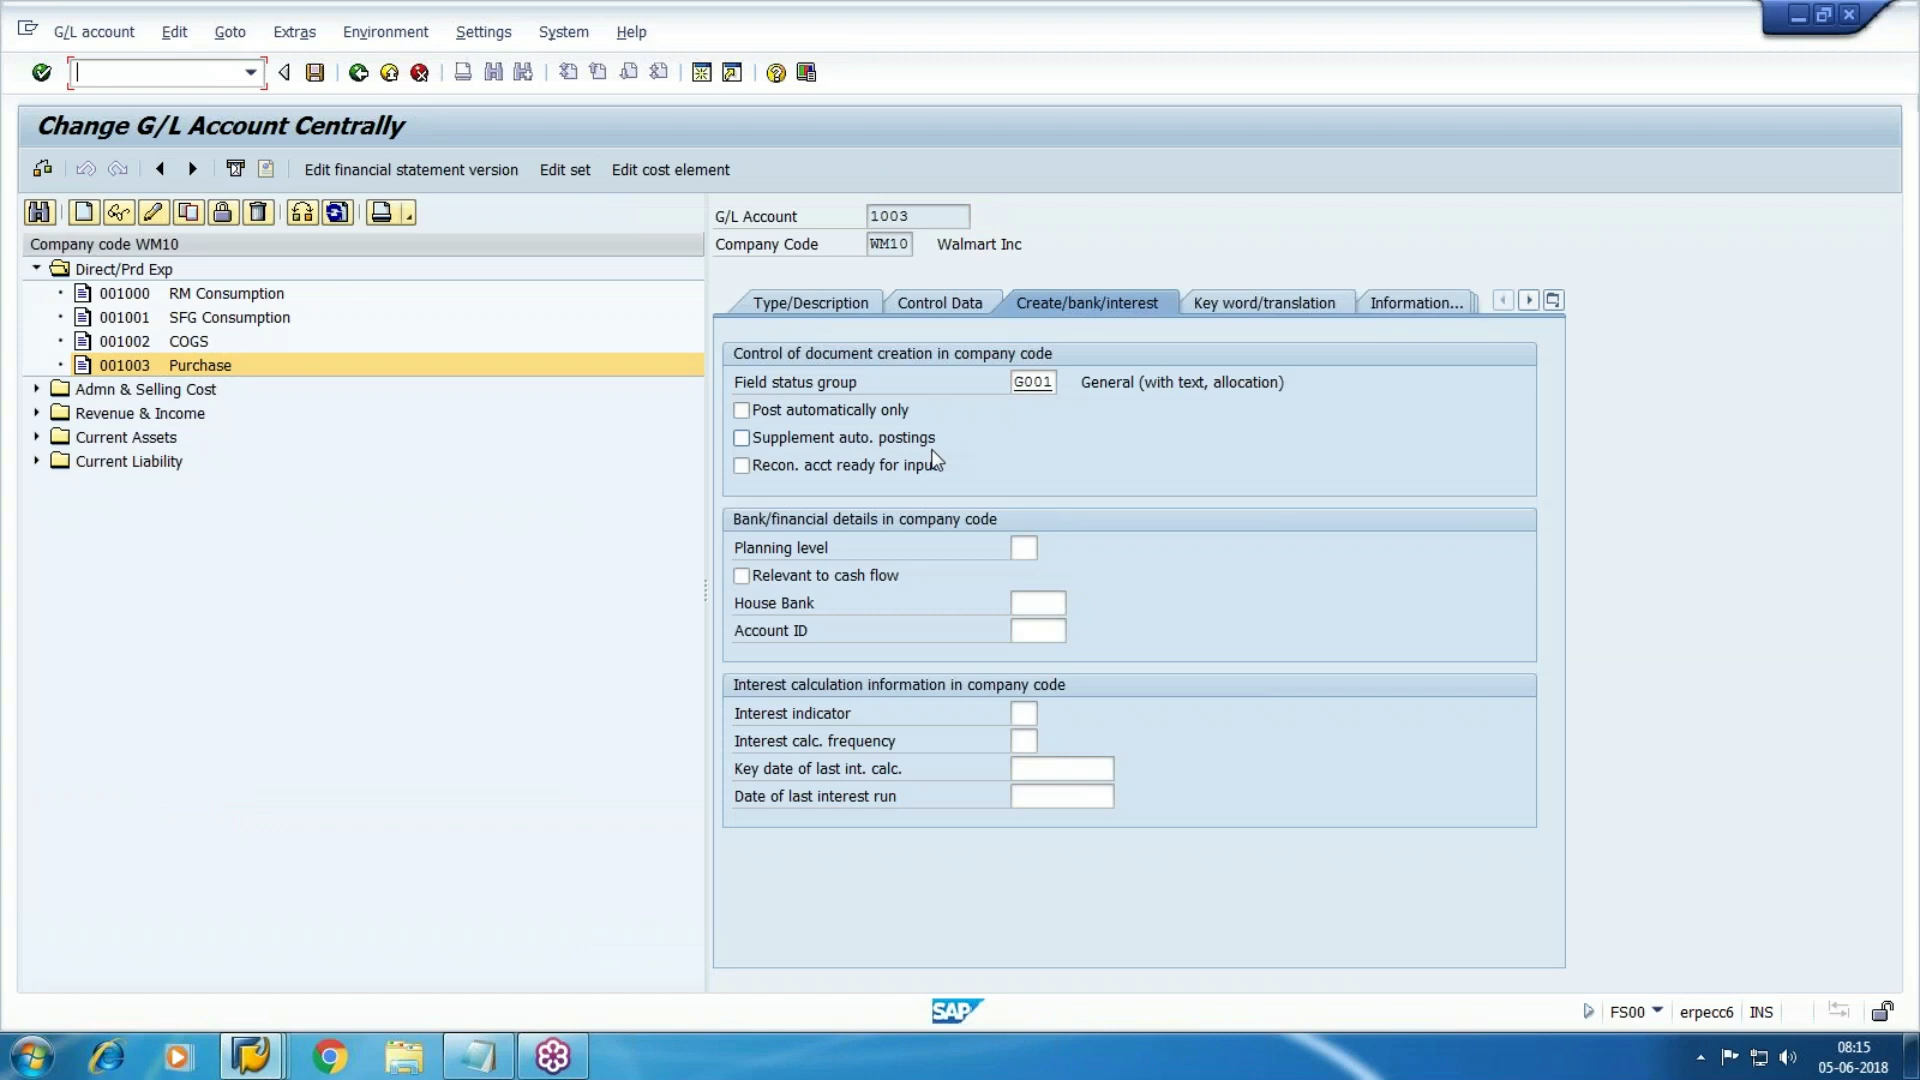 G/L account Edit Goto Extras Environment Settings System Help
Change G/L Account Centrally
Edit financial statement version Edit set Edit cost element
Company code WM10
Direct/Prd Exp
001000 RM Consumption
001001 SFG Consumption
001002 COGS
001003 Purchase
Admn & Selling Cost
Revenue & Income
Current Assets
Current Liability
G/L Account 1003
Company Code WM10 Walmart Inc
Type/Description Control Data Create/bank/interest Key word/translation Information...
Control of document creation in company code
Field status group G001 General (with text, allocation)
Post automatically only
Supplement auto. postings
Recon. acct ready for input
Bank/financial details in company code
Planning level
Relevant to cash flow
House Bank
Account ID
Interest calculation information in company code
Interest indicator
Interest calc. frequency
Key date of last int. calc.
Date of last interest run
SAP
FS00 erpecc6 INS
08:15
05-06-2018